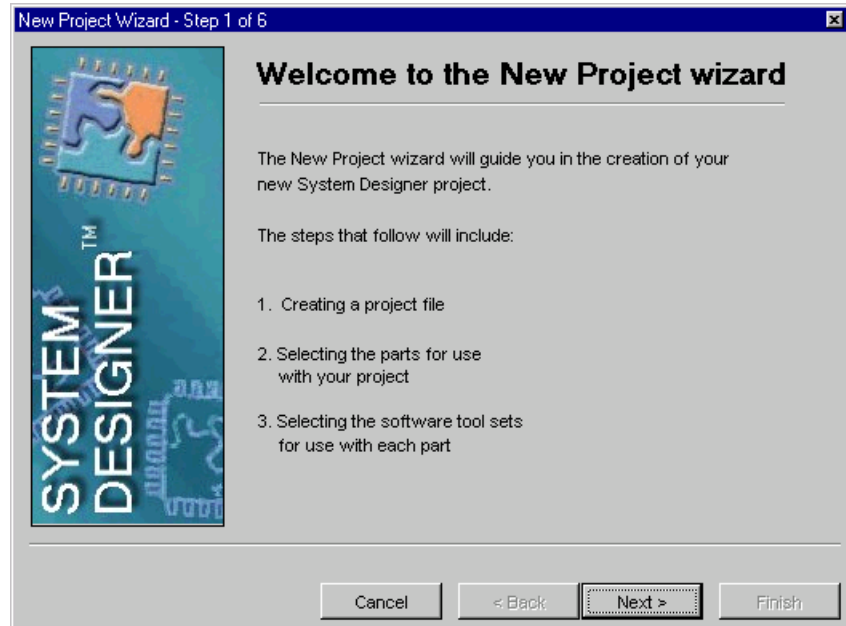 New Project Wizard - Step 1 of 6
SYSTEM
DESIGNER™
Welcome to the New Project wizard
The New Project wizard will guide you in the creation of your
new System Designer project.
The steps that follow will include:
1. Creating a project file
2. Selecting the parts for use
with your project
3. Selecting the software tool sets
for use with each part
Cancel
< Back
Next >
Finish